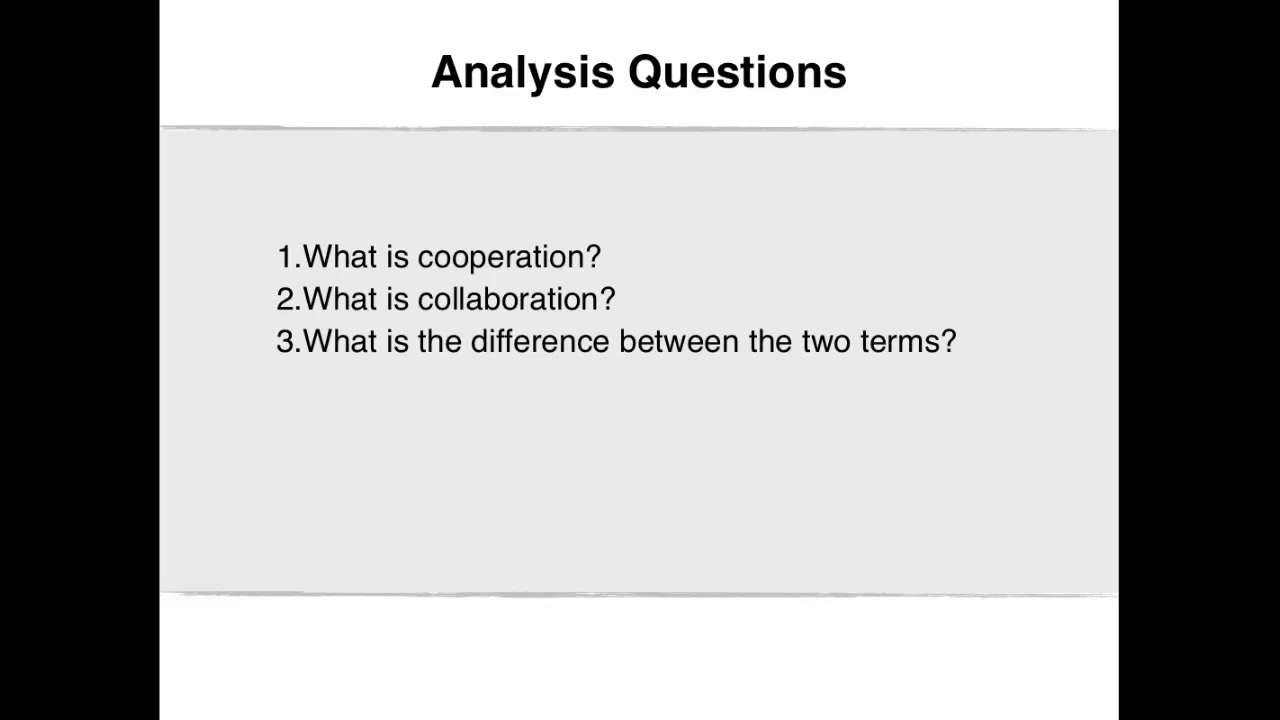 Analysis Questions
1.What is cooperation?
2.What is collaboration?
3.What is the difference between the two terms?